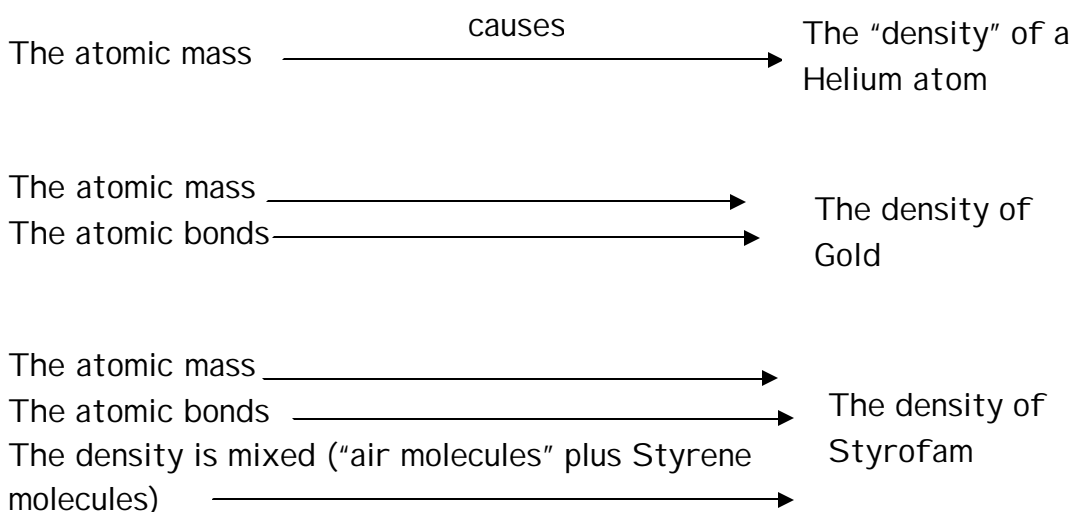 causes
The atomic mass
The “density” of a
Helium atom
The atomic mass
The atomic bonds
The density of
Gold
The atomic mass
The atomic bonds
The density is mixed (“air molecules” plus Styrene
molecules)
The density of
Styrofam